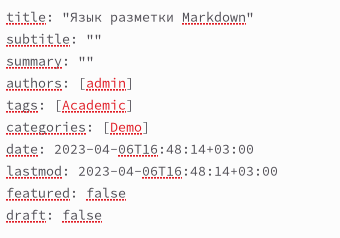 title: "Язык разметки Markdown"
subtitle: ""
summary: ""
authors: [admin]
tags: [Academic]
categories: [Demo]
date: 2023-04-06T16:48:14+03:00
lastmod: 2023-04-06T16:48:14+03:00
featured: false
draft: false